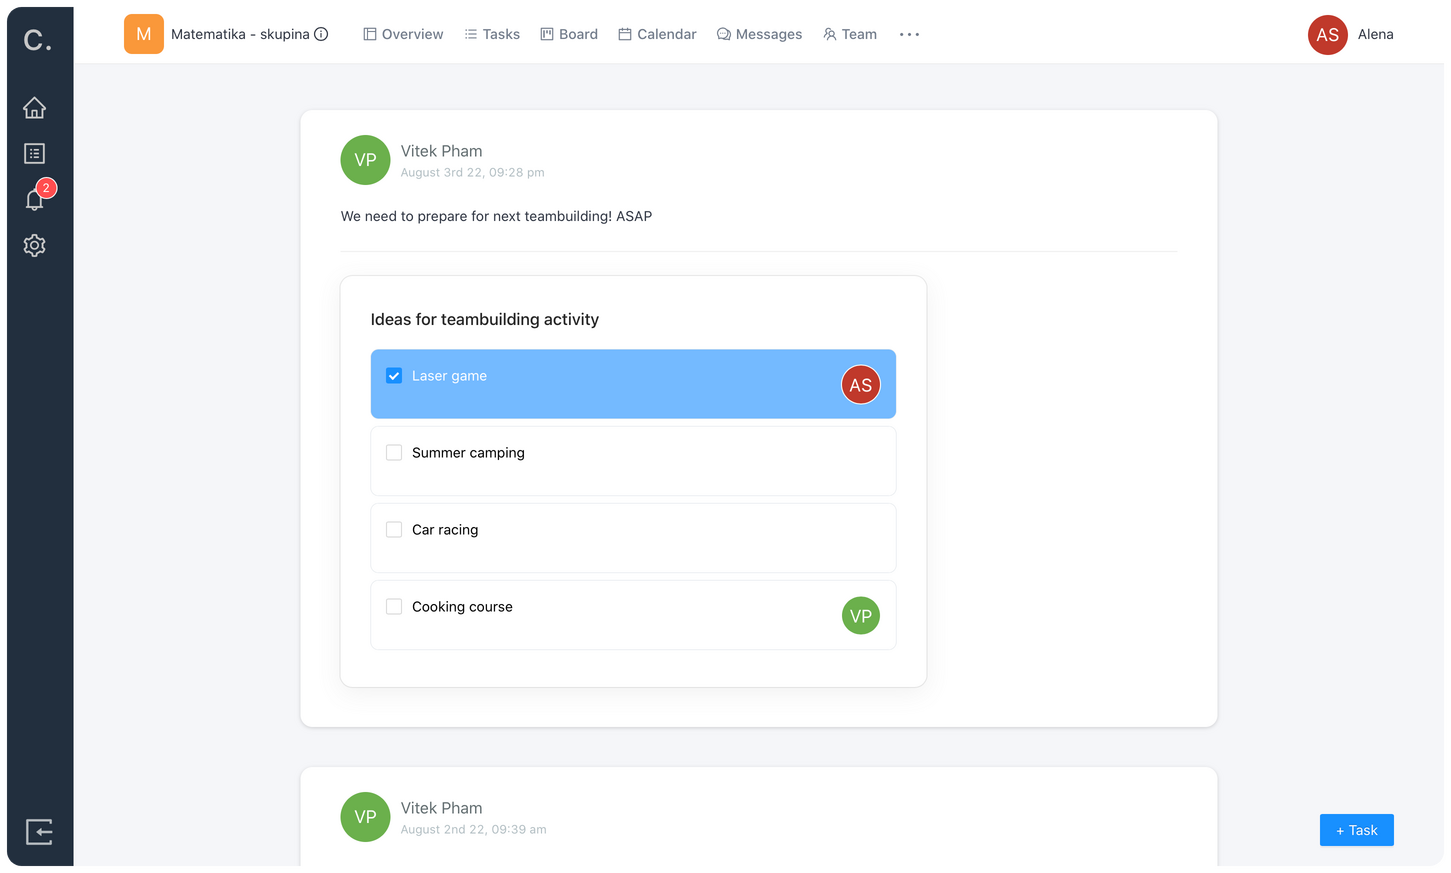 C.
M
Matematika - skupina
Overview
Tasks
Board
Calendar
Messages
Team
AS
Alena
2
VP
Vitek Pham
August 3rd 22, 09:28 pm
We need to prepare for next teambuilding! ASAP
Ideas for teambuilding activity
Laser game
AS
Summer camping
Car racing
Cooking course
VP
VP
Vitek Pham
August 2nd 22, 09:39 am
+ Task